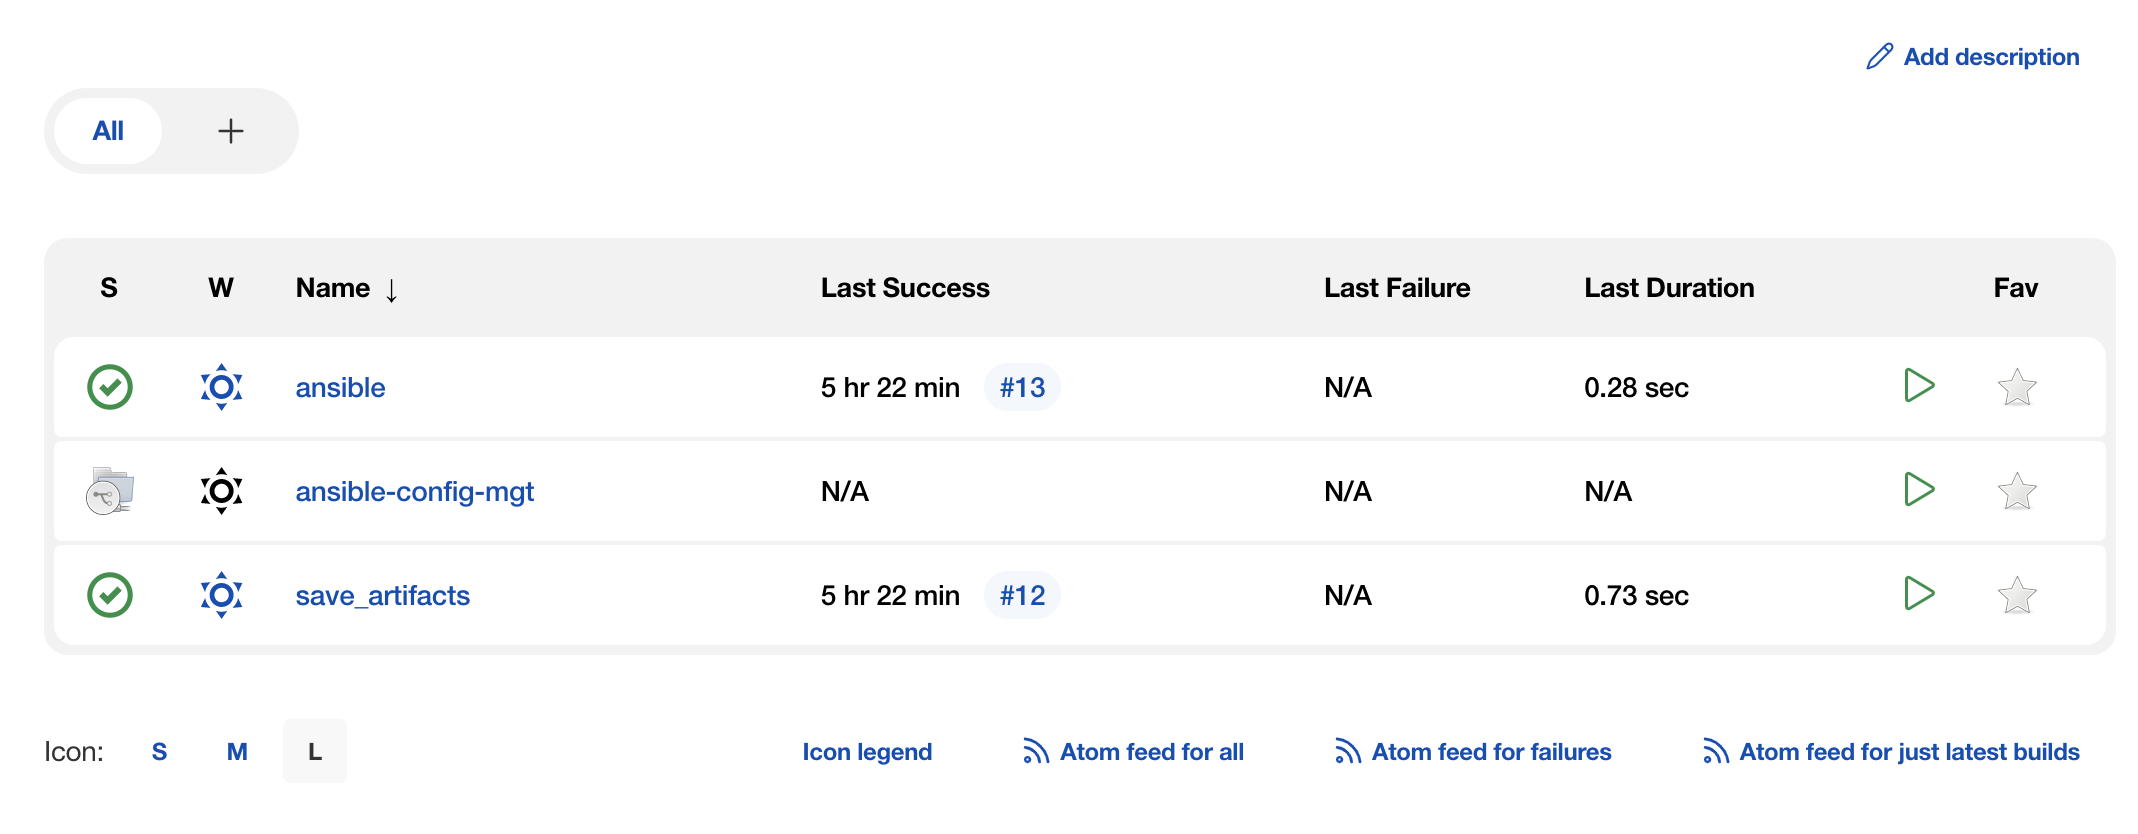 Add description
All +
S W Name ↓ Last Success Last Failure Last Duration Fav
ansible 5 hr 22 min #13 N/A 0.28 sec
ansible-config-mgt N/A N/A N/A
save_artifacts 5 hr 22 min #12 N/A 0.73 sec
Icon: S M L Icon legend Atom feed for all Atom feed for failures Atom feed for just latest builds